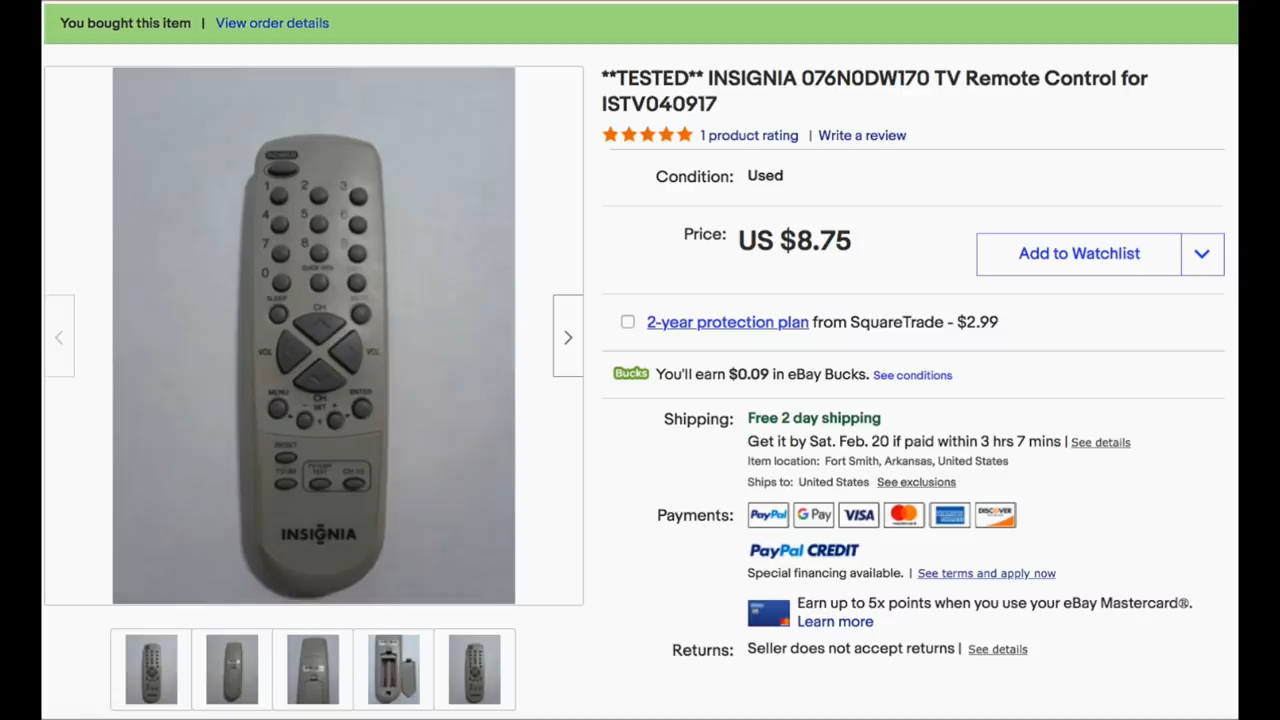 You bought this item | View order details
**TESTED** INSIGNIA 076N0DW170 TV Remote Control for
ISTV040917
1 product rating | Write a review
Condition: Used
Price: US $8.75
Add to Watchlist
2-year protection plan from SquareTrade - $2.99
Bucks You'll earn $0.09 in eBay Bucks. See conditions
Shipping: Free 2 day shipping
Get it by Sat. Feb. 20 if paid within 3 hrs 7 mins | See details
Item location: Fort Smith, Arkansas, United States
Ships to: United States See exclusions
Payments: PayPal G Pay VISA mastercard AMERICAN EXPRESS DISCOVER
PayPal CREDIT
Special financing available. | See terms and apply now
Earn up to 5x points when you use your eBay Mastercard®.
Learn more
Returns: Seller does not accept returns | See details
POWER
1 2 3
4 5 6
7 8 9
0 QUICK VIEW
SLEEP
CH
VOL VOL
MENU CH ENTER
- SET +
RESET
INSIGNIA